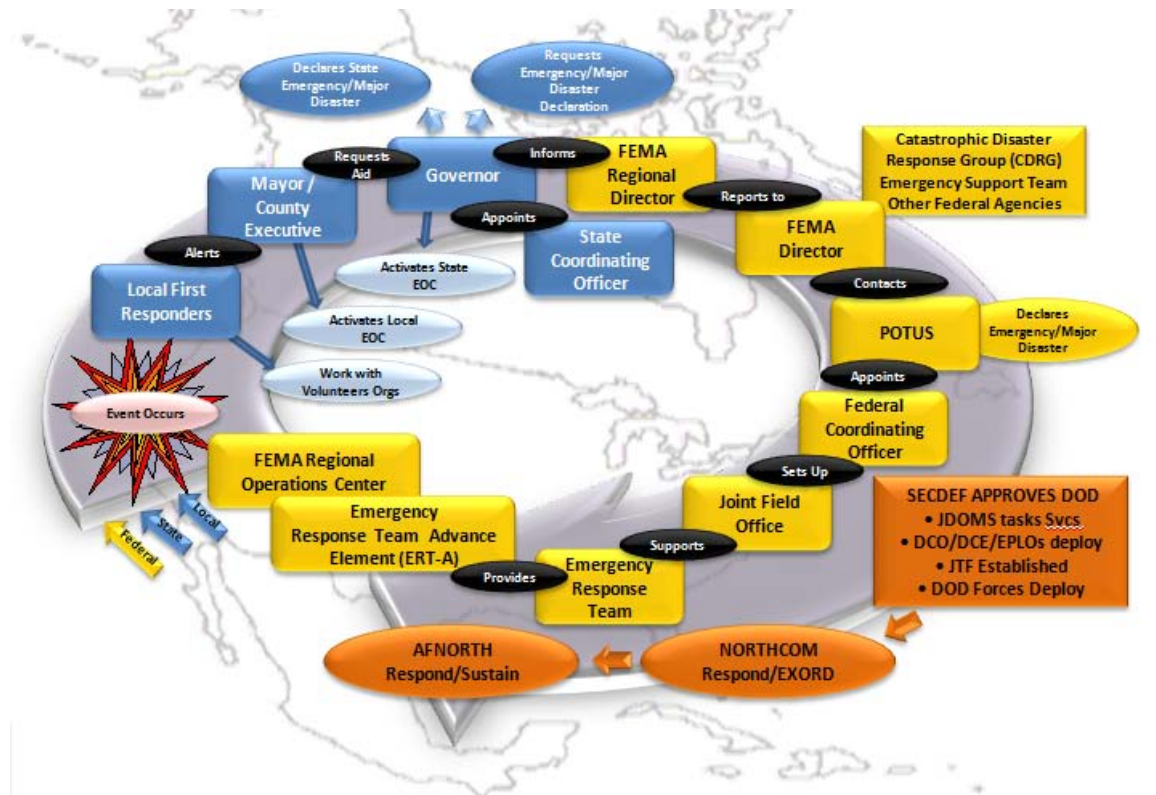 Declares State
Emergency/Major
Disaster
Requests
Emergency/Major
Disaster
Declaration
Requests
Aid
Governor
Informs
FEMA
Regional
Director
Catastrophic Disaster
Response Group (CDRG)
Emergency Support Team
Other Federal Agencies
Mayor /
County
Executive
Appoints
Reports to
FEMA
Director
Alerts
State
Coordinating
Officer
Activates State
EOC
Contacts
Local First
Responders
Activates Local
EOC
POTUS
Declares
Emergency/Major
Disaster
Work with
Volunteers Orgs
Appoints
Event Occurs
Federal
Coordinating
Officer
FEMA Regional
Operations Center
Sets Up
Joint Field
Office
SECDEF APPROVES DOD
• JDOMS tasks Svcs
• DCO/DCE/EPLOs deploy
• JTF Established
• DOD Forces Deploy
Local
State
Federal
Emergency
Response Team Advance
Element (ERT-A)
Supports
Provides
Emergency
Response
Team
AFNORTH
Respond/Sustain
NORTHCOM
Respond/EXORD